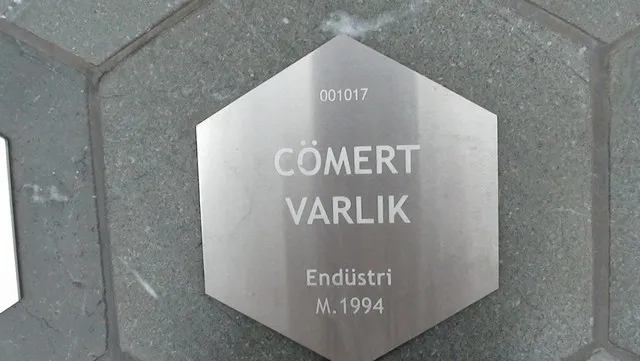 001017
CÖMERT
VARLIK
Endüstri
M.1994